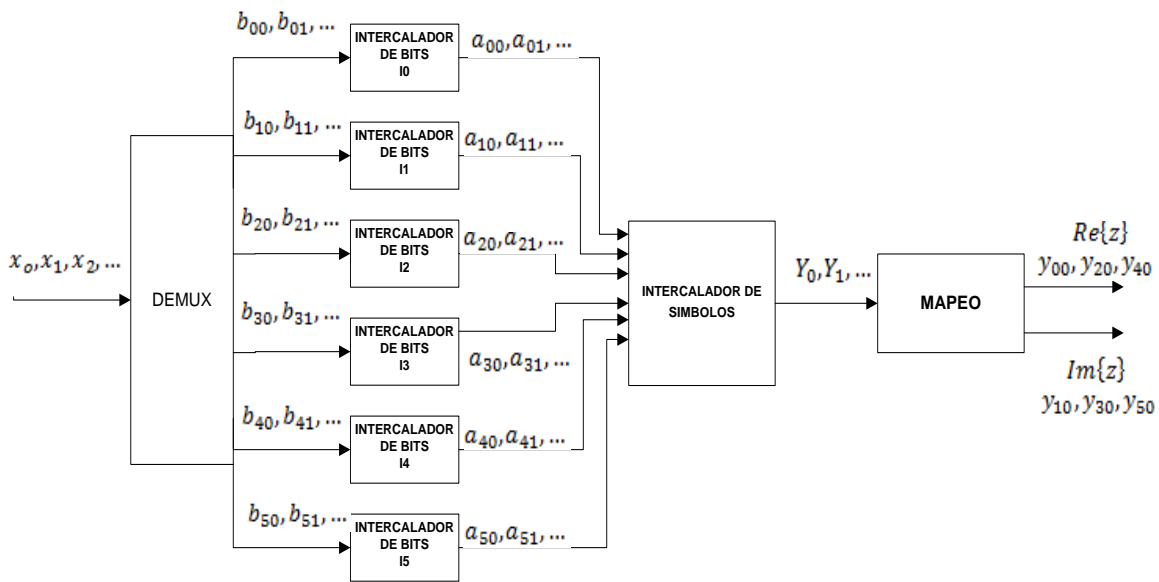 b₀₀, b₀₁, ...
INTERCALADOR
DE BITS
I0
a₀₀, a₀₁, ...
b₁₀, b₁₁, ...
INTERCALADOR
DE BITS
I1
a₁₀, a₁₁, ...
b₂₀, b₂₁, ...
INTERCALADOR
DE BITS
I2
a₂₀, a₂₁, ...
xₒ, x₁, x₂, ...
DEMUX
b₃₀, b₃₁, ...
INTERCALADOR
DE BITS
I3
a₃₀, a₃₁, ...
b₄₀, b₄₁, ...
INTERCALADOR
DE BITS
I4
a₄₀, a₄₁, ...
b₅₀, b₅₁, ...
INTERCALADOR
DE BITS
I5
a₅₀, a₅₁, ...
INTERCALADOR DE
SIMBOLOS
Y₀, Y₁, ...
MAPEO
Re{z}
y₀₀, y₂₀, y₄₀
Im{z}
y₁₀, y₃₀, y₅₀